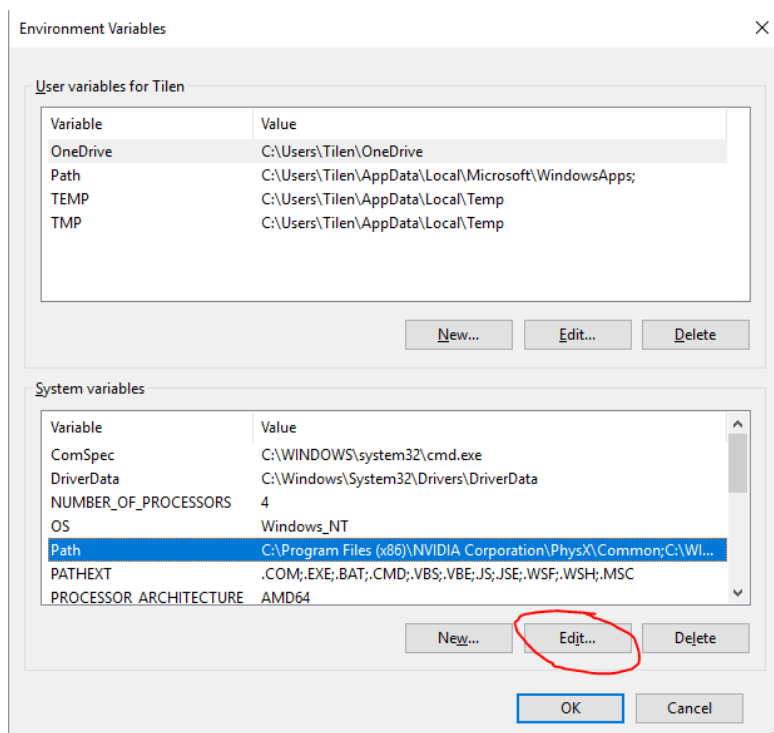 Environment Variables
User variables for Tilen
Variable Value
OneDrive C:\Users\Tilen\OneDrive
Path C:\Users\Tilen\AppData\Local\Microsoft\WindowsApps;
TEMP C:\Users\Tilen\AppData\Local\Temp
TMP C:\Users\Tilen\AppData\Local\Temp
New... Edit... Delete
System variables
Variable Value
ComSpec C:\WINDOWS\system32\cmd.exe
DriverData C:\Windows\System32\Drivers\DriverData
NUMBER_OF_PROCESSORS 4
OS Windows_NT
Path C:\Program Files (x86)\NVIDIA Corporation\PhysX\Common;C:\WI...
PATHEXT .COM;.EXE;.BAT;.CMD;.VBS;.VBE;.JS;.JSE;.WSF;.WSH;.MSC
PROCESSOR_ARCHITECTURE AMD64
New... Edit... Delete
OK Cancel